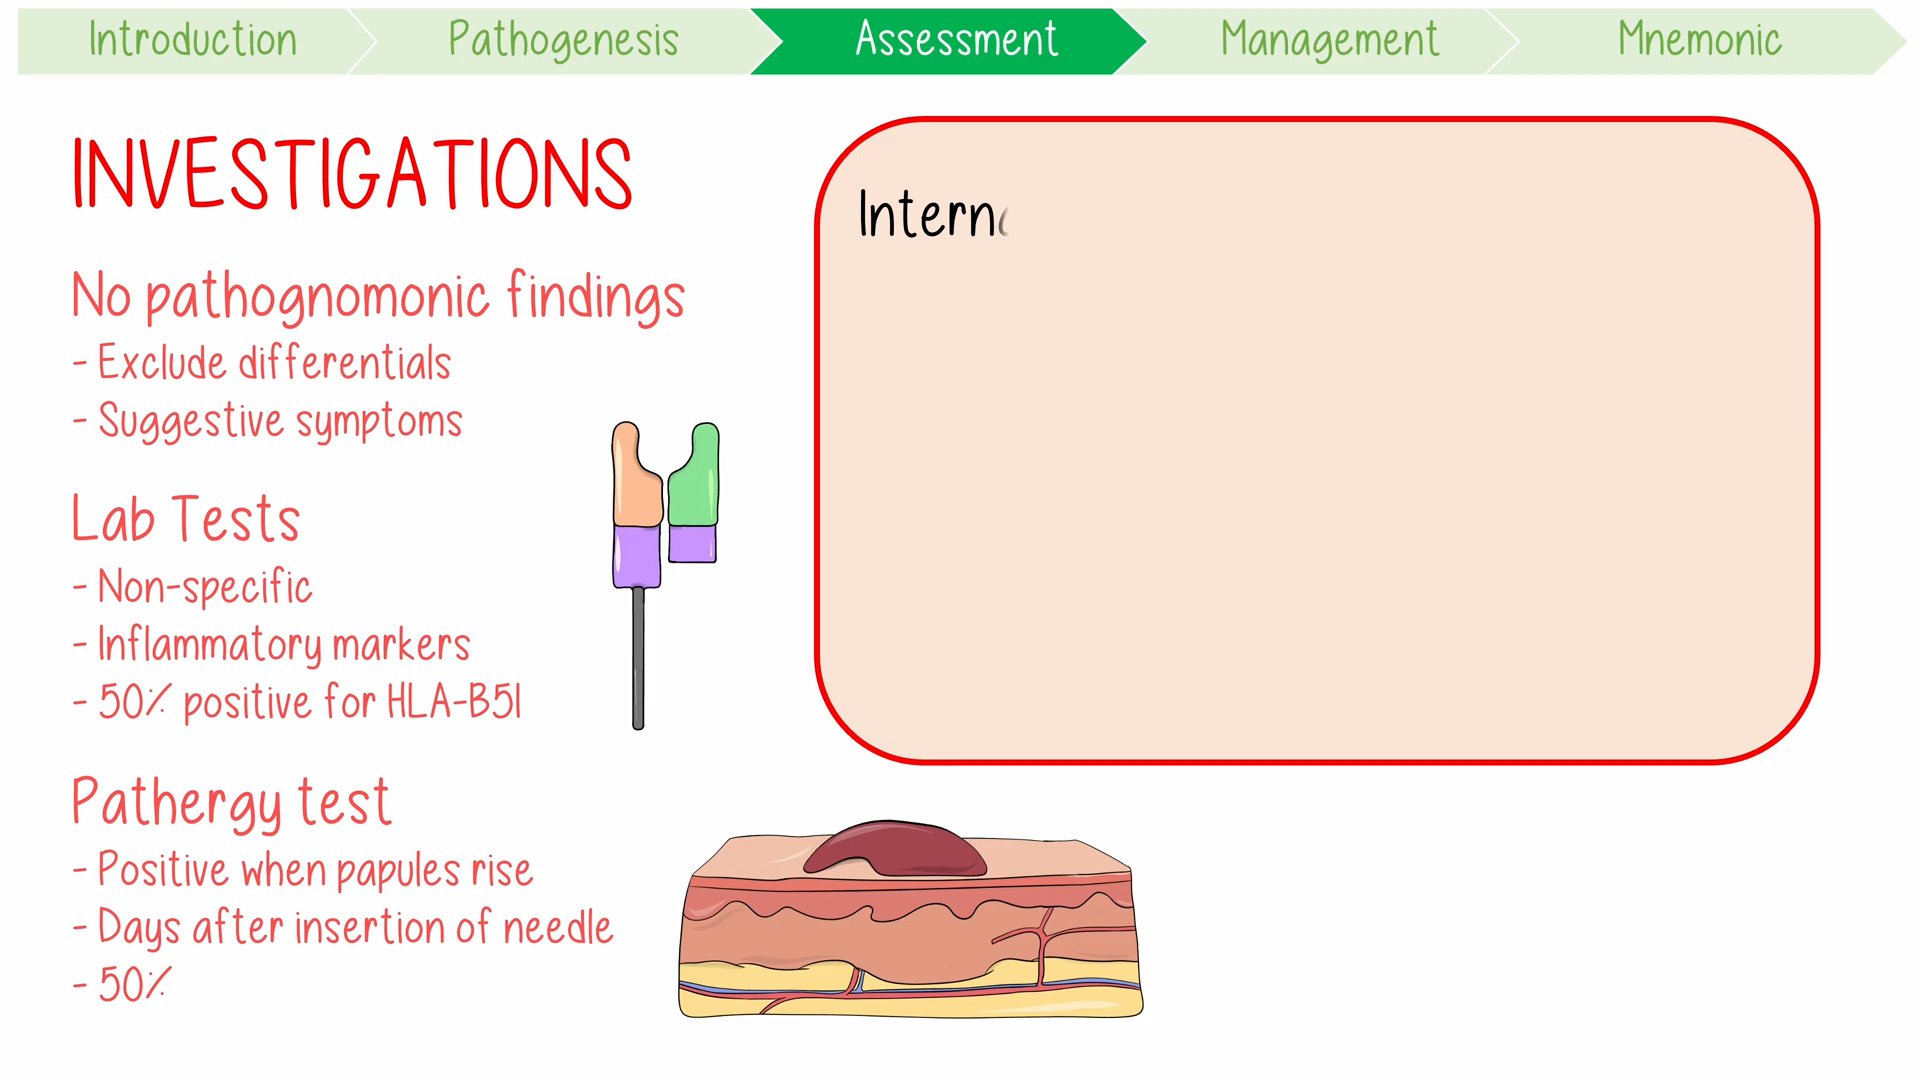 Introduction
Pathogenesis
Assessment
Management
Mnemonic
INVESTIGATIONS
No pathognomonic findings
- Exclude differentials
- Suggestive symptoms
Lab Tests
- Non-specific
- Inflammatory markers
- 50% positive for HLA-B51
Pathergy test
- Positive when papules rise
- Days after insertion of needle
- 50%